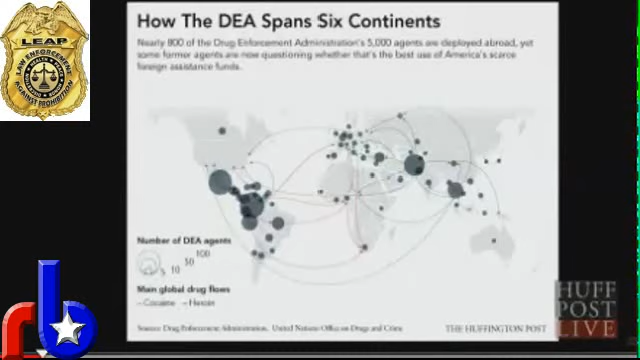 LEAP
LAW ENFORCEMENT
AGAINST PROHIBITION
How The DEA Spans Six Continents
Nearly 800 of the Drug Enforcement Administration's 5,000 agents are deployed abroad, yet
some former agents are now questioning whether that's the best use of America's scarce
foreign assistance funds.
Number of DEA agents
5 10 50 100
Main global drug flows
Cocaine Heroin
Source: Drug Enforcement Administration, United Nations Office on Drugs and Crime
THE HUFFINGTON POST
HUFF
POST
LIVE
rb